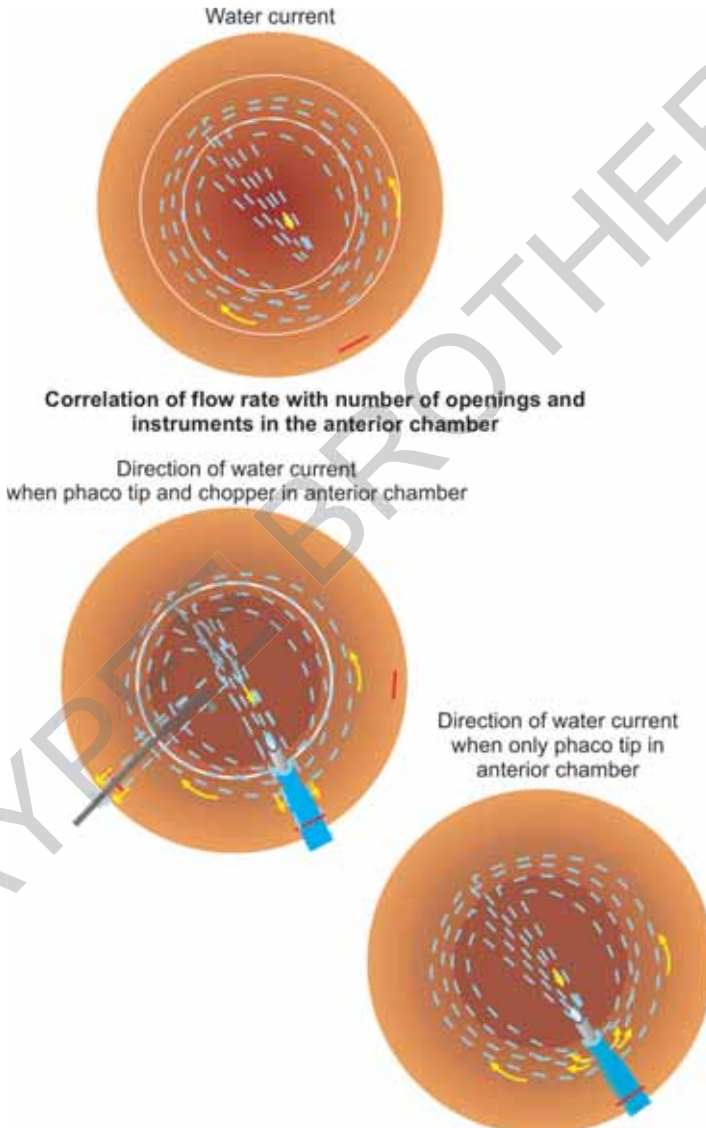 Water current
Correlation of flow rate with number of openings and
instruments in the anterior chamber
Direction of water current
when phaco tip and chopper in anterior chamber
Direction of water current
when only phaco tip in
anterior chamber